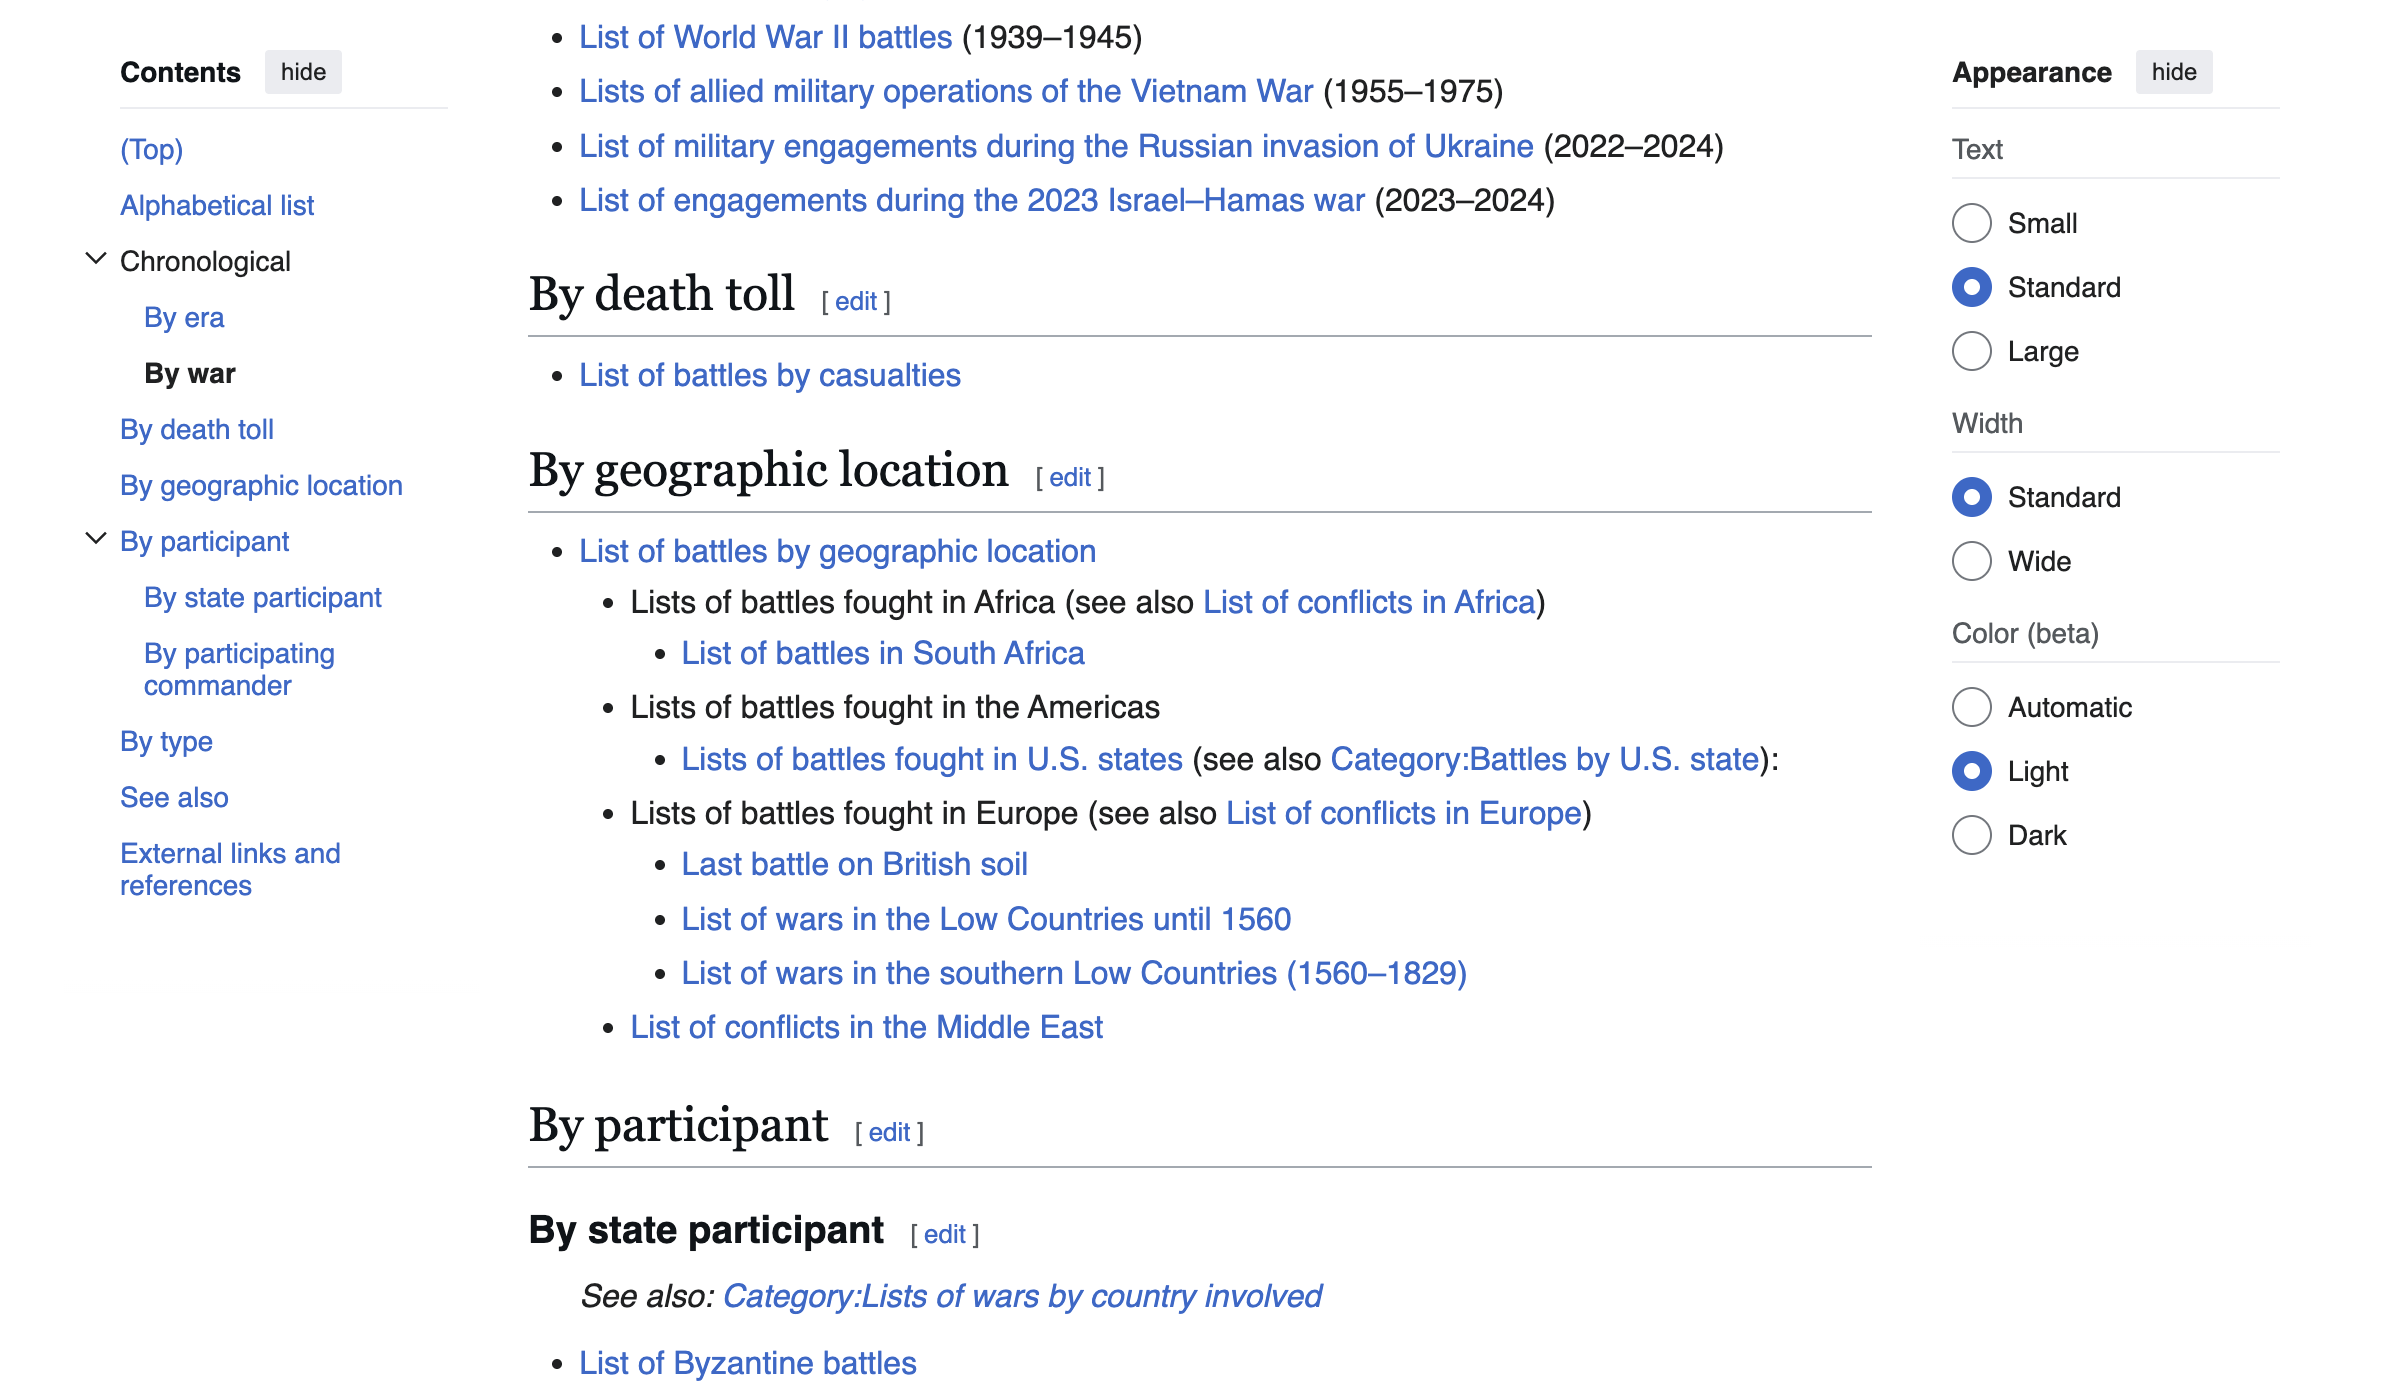 Contents hide
(Top)
Alphabetical list
Chronological
By era
By war
By death toll
By geographic location
By participant
By state participant
By participating
commander
By type
See also
External links and
references
List of World War II battles (1939–1945)
Lists of allied military operations of the Vietnam War (1955–1975)
List of military engagements during the Russian invasion of Ukraine (2022–2024)
List of engagements during the 2023 Israel–Hamas war (2023–2024)
By death toll [ edit ]
List of battles by casualties
By geographic location [ edit ]
List of battles by geographic location
Lists of battles fought in Africa (see also List of conflicts in Africa)
List of battles in South Africa
Lists of battles fought in the Americas
Lists of battles fought in U.S. states (see also Category:Battles by U.S. state):
Lists of battles fought in Europe (see also List of conflicts in Europe)
Last battle on British soil
List of wars in the Low Countries until 1560
List of wars in the southern Low Countries (1560–1829)
List of conflicts in the Middle East
By participant [ edit ]
By state participant [ edit ]
See also: Category:Lists of wars by country involved
List of Byzantine battles
Appearance hide
Text
Small
Standard
Large
Width
Standard
Wide
Color (beta)
Automatic
Light
Dark